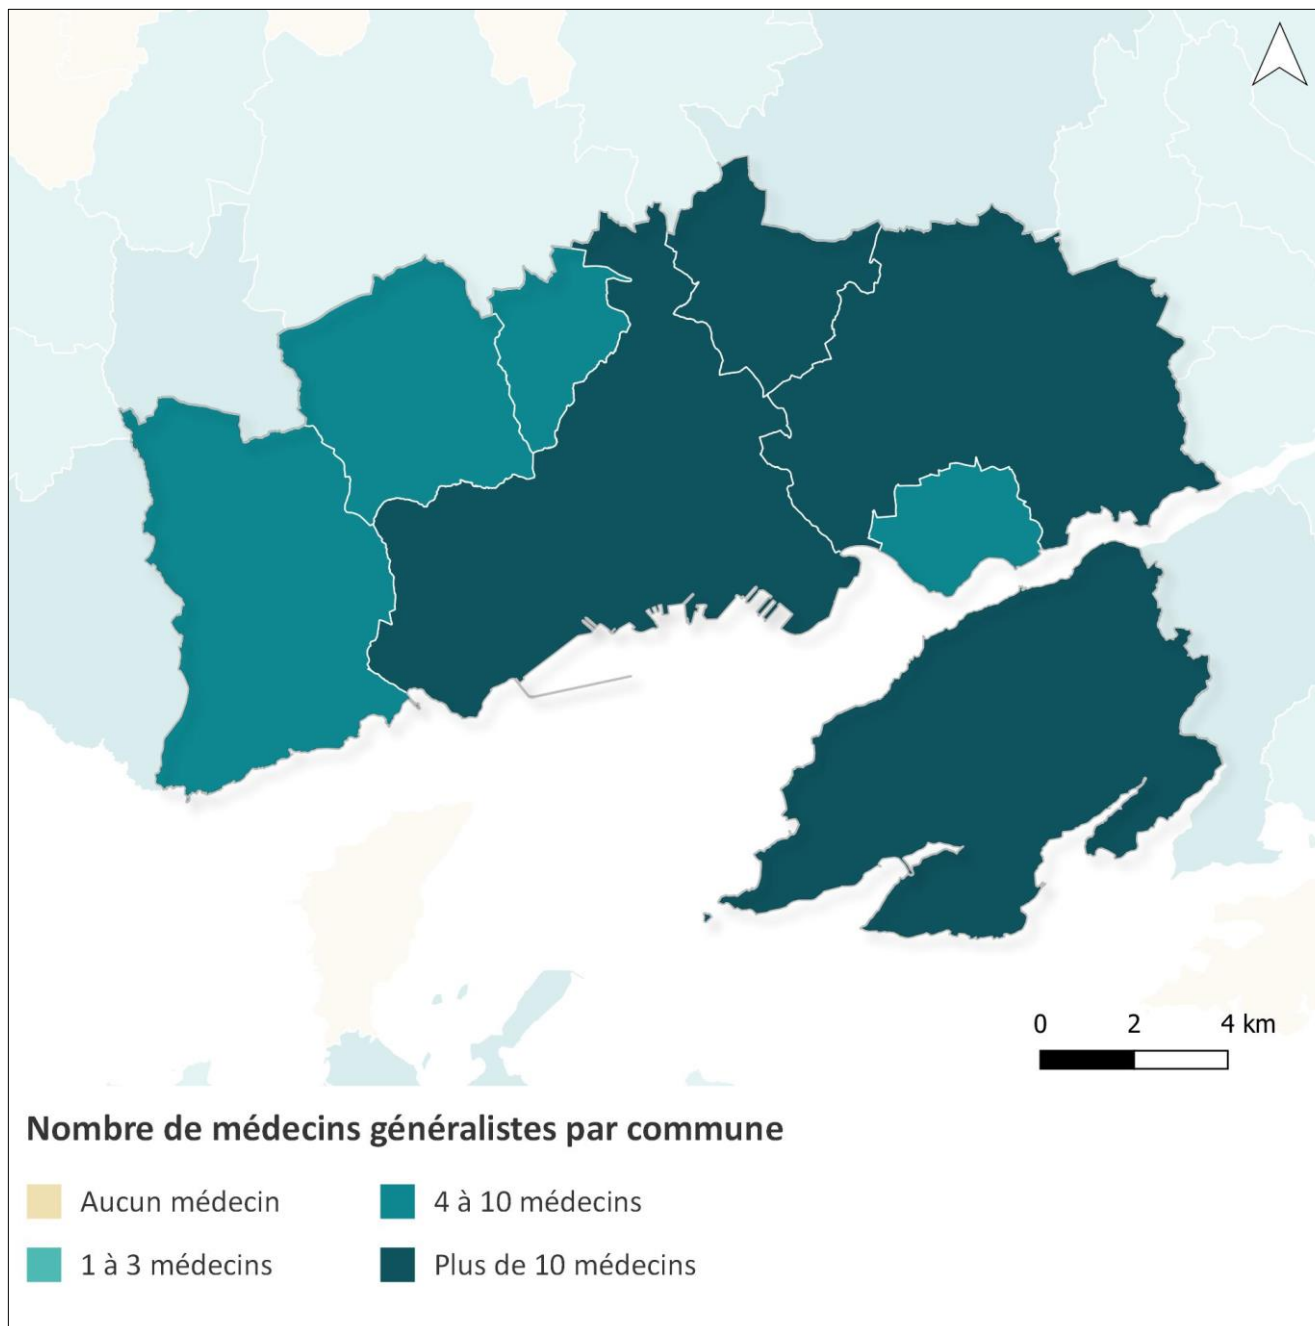 0 2 4 km
Nombre de médecins généralistes par commune
Aucun médecin
4 à 10 médecins
1 à 3 médecins
Plus de 10 médecins